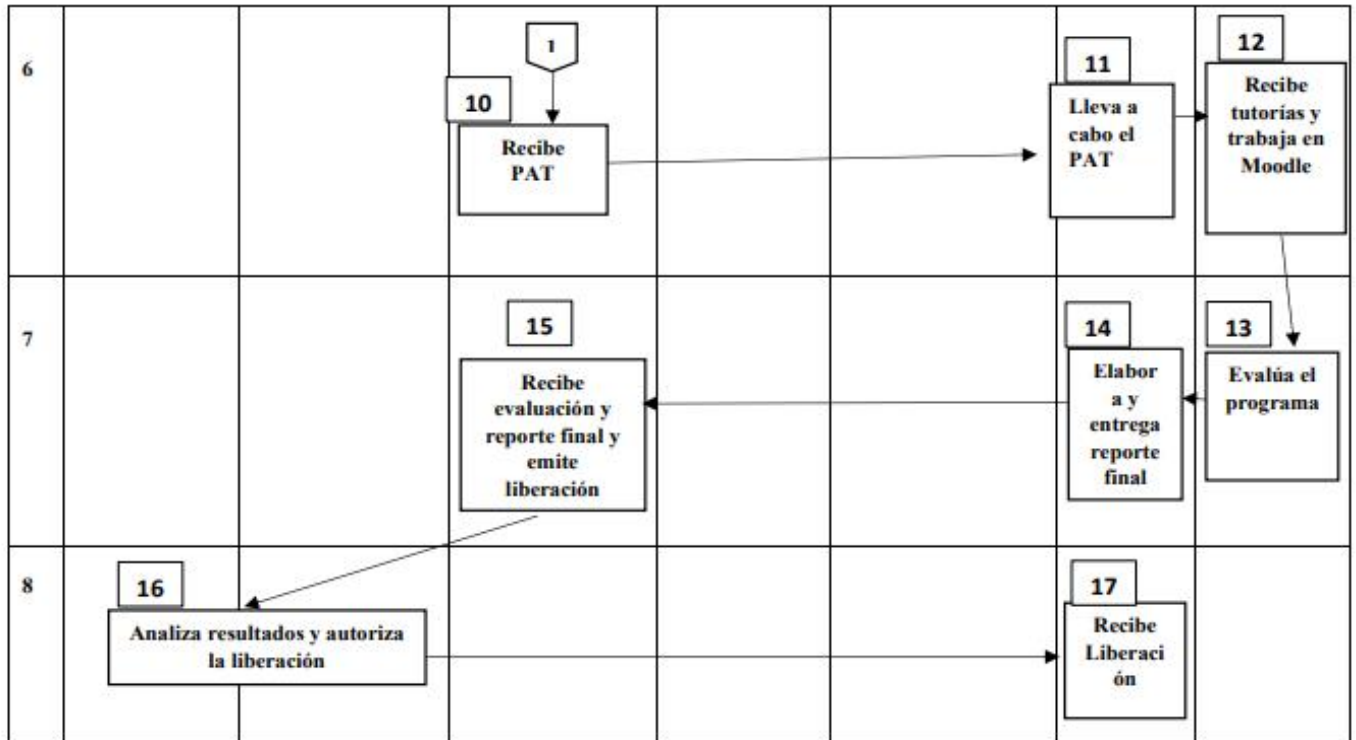 6
1
10
Recibe
PAT
11
Lleva a
cabo el
PAT
12
Recibe
tutorías y
trabaja en
Moodle
7
15
Recibe
evaluación y
reporte final y
emite
liberación
14
Elabor
a y
entrega
reporte
final
13
Evalúa el
programa
8
16
Analiza resultados y autoriza
la liberación
17
Recibe
Liberaci
ón